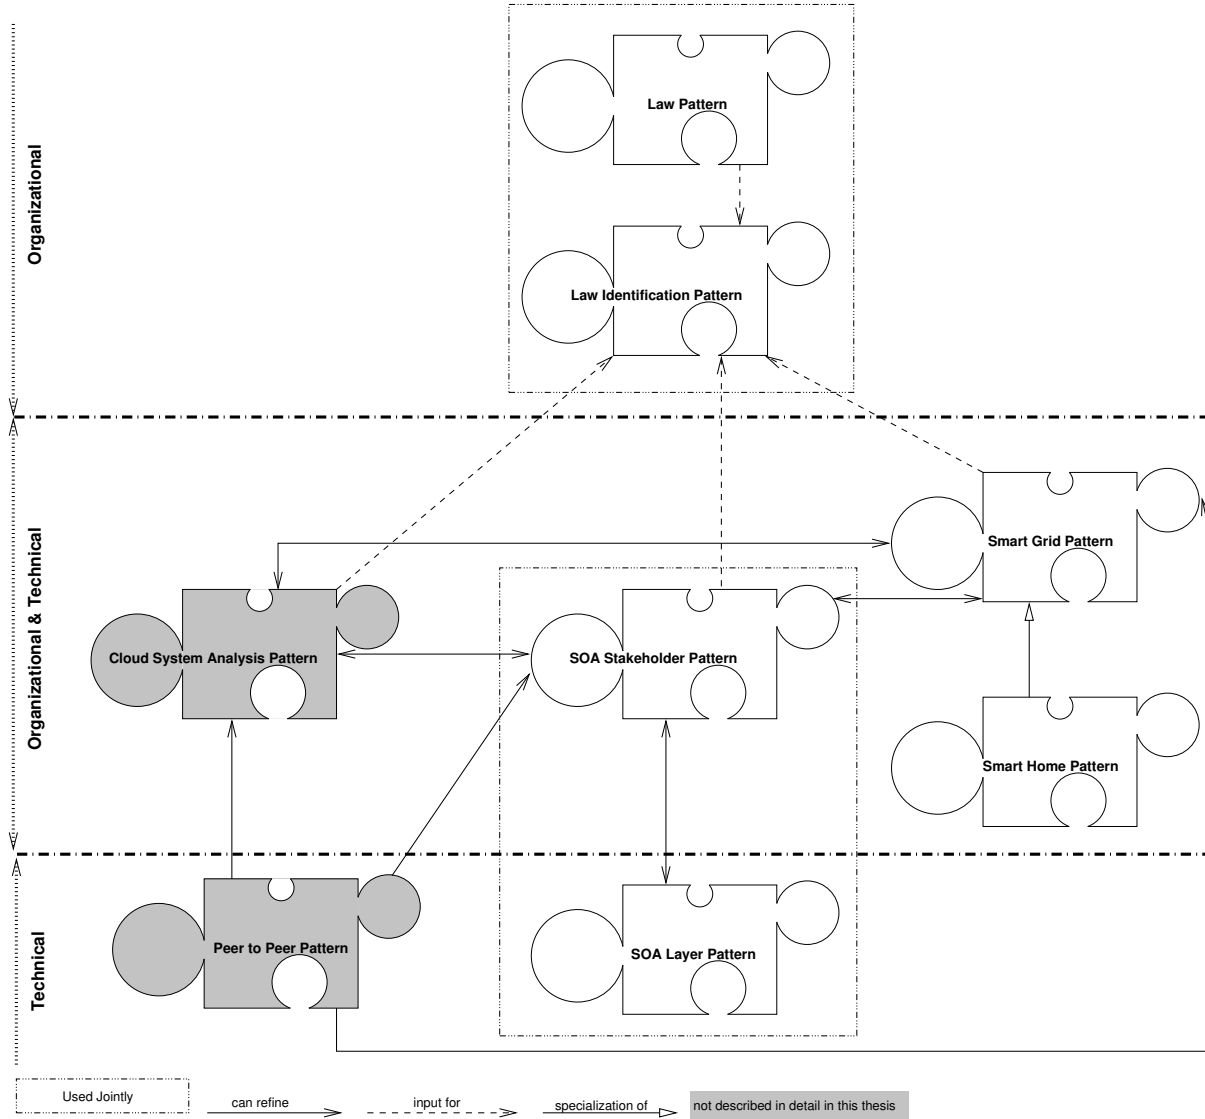 Organizational
Law Pattern
Law Identification Pattern
Organizational & Technical
Smart Grid Pattern
Cloud System Analysis Pattern
SOA Stakeholder Pattern
Smart Home Pattern
Technical
Peer to Peer Pattern
SOA Layer Pattern
Used Jointly
can refine
input for
specialization of
not described in detail in this thesis